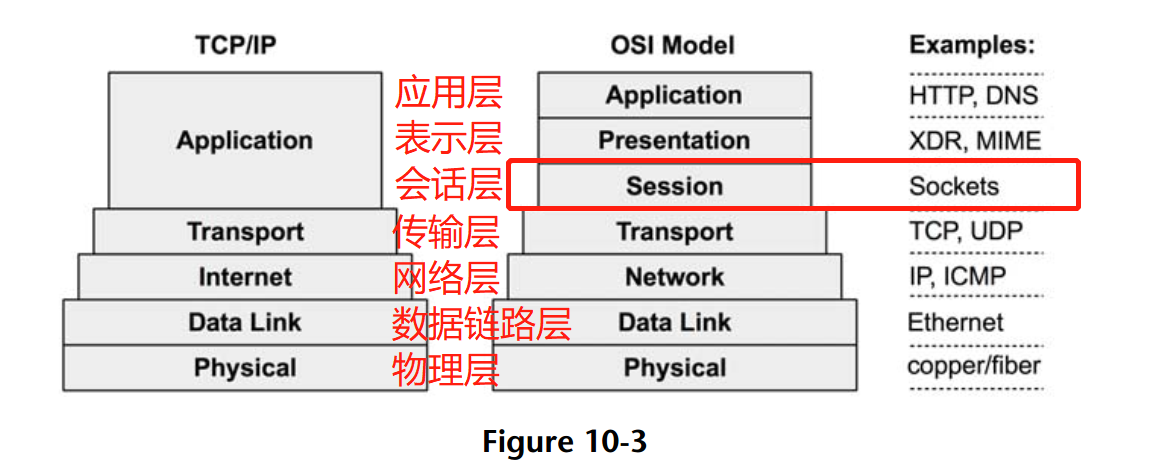 TCP/IP OSI Model Examples:
应用层 Application HTTP, DNS
Application 表示层 Presentation XDR, MIME
会话层 Session Sockets
Transport 传输层 Transport TCP, UDP
Internet 网络层 Network IP, ICMP
Data Link 数据链路层 Data Link Ethernet
Physical 物理层 Physical copper/fiber
Figure 10-3